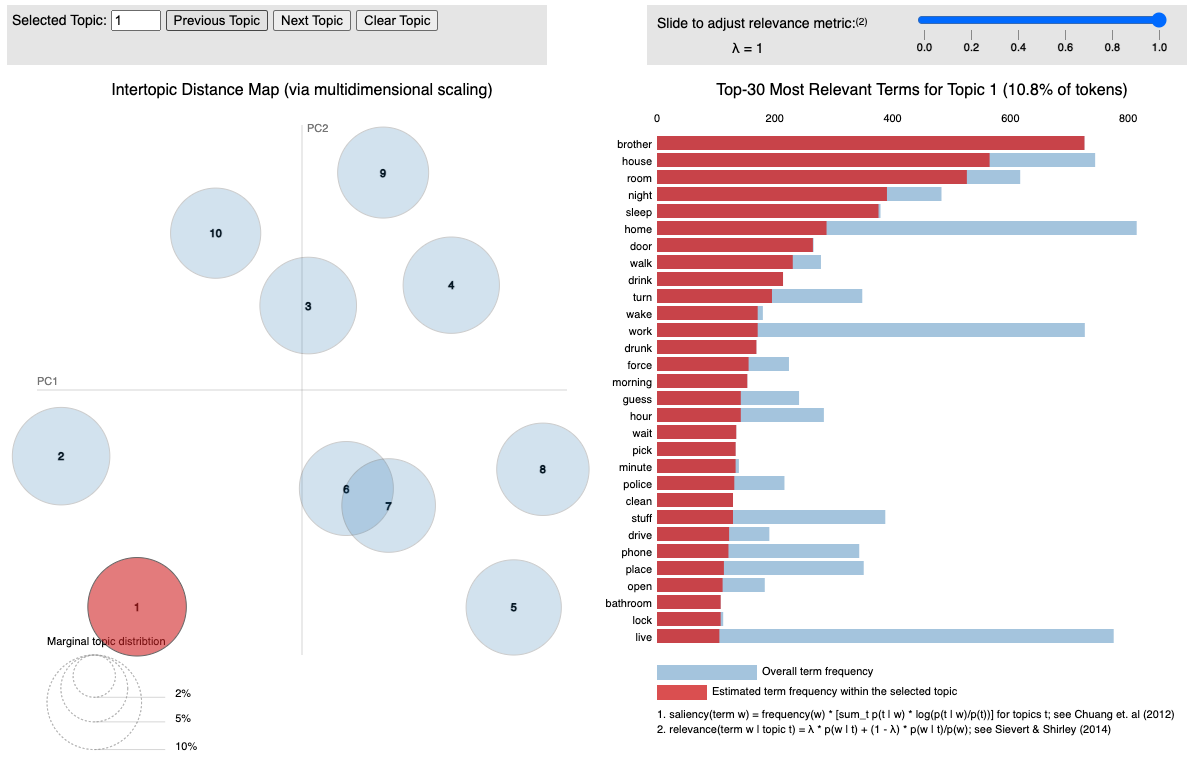 Selected Topic: 1 Previous Topic Next Topic Clear Topic
Slide to adjust relevance metric:(2)
λ = 1
0.0 0.2 0.4 0.6 0.8 1.0
Intertopic Distance Map (via multidimensional scaling)
PC2
PC1
9
10
4
3
2
8
6
7
1
5
Marginal topic distribtion
2%
5%
10%
Top-30 Most Relevant Terms for Topic 1 (10.8% of tokens)
0 200 400 600 800
brother
house
room
night
sleep
home
door
walk
drink
turn
wake
work
drunk
force
morning
guess
hour
wait
pick
minute
police
clean
stuff
drive
phone
place
open
bathroom
lock
live
Overall term frequency
Estimated term frequency within the selected topic
1. saliency(term w) = frequency(w) * [sum_t p(t | w) * log(p(t | w)/p(t))] for topics t; see Chuang et. al (2012)
2. relevance(term w | topic t) = λ * p(w | t) + (1 - λ) * p(w | t)/p(w); see Sievert & Shirley (2014)